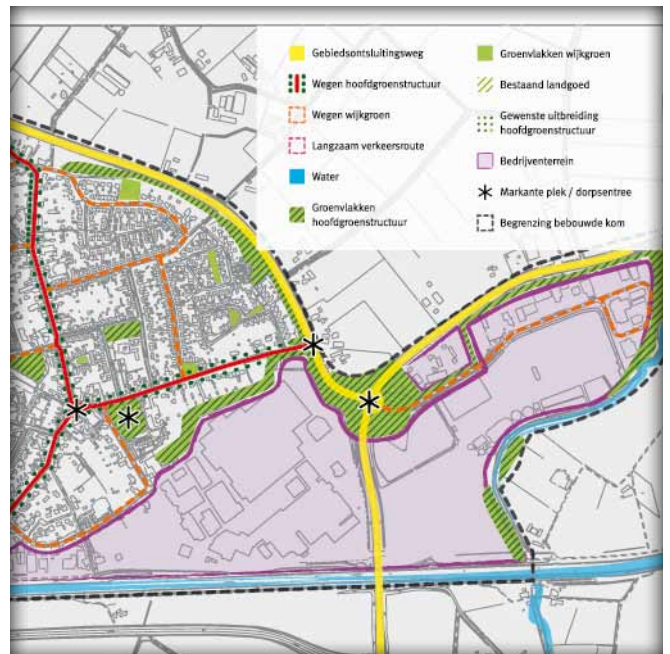 Gebiedsontsluitingsweg
Wegen hoofdgroenstructuur
Wegen wijkgroen
Langzaam verkeersroute
Water
Groenvlakken
hoofdgroenstructuur
Groenvlakken wijkgroen
Bestaand landgoed
Gewenste uitbreiding
hoofdgroenstructuur
Bedrijventerrein
Markante plek / dorpsentree
Begrenzing bebouwde kom